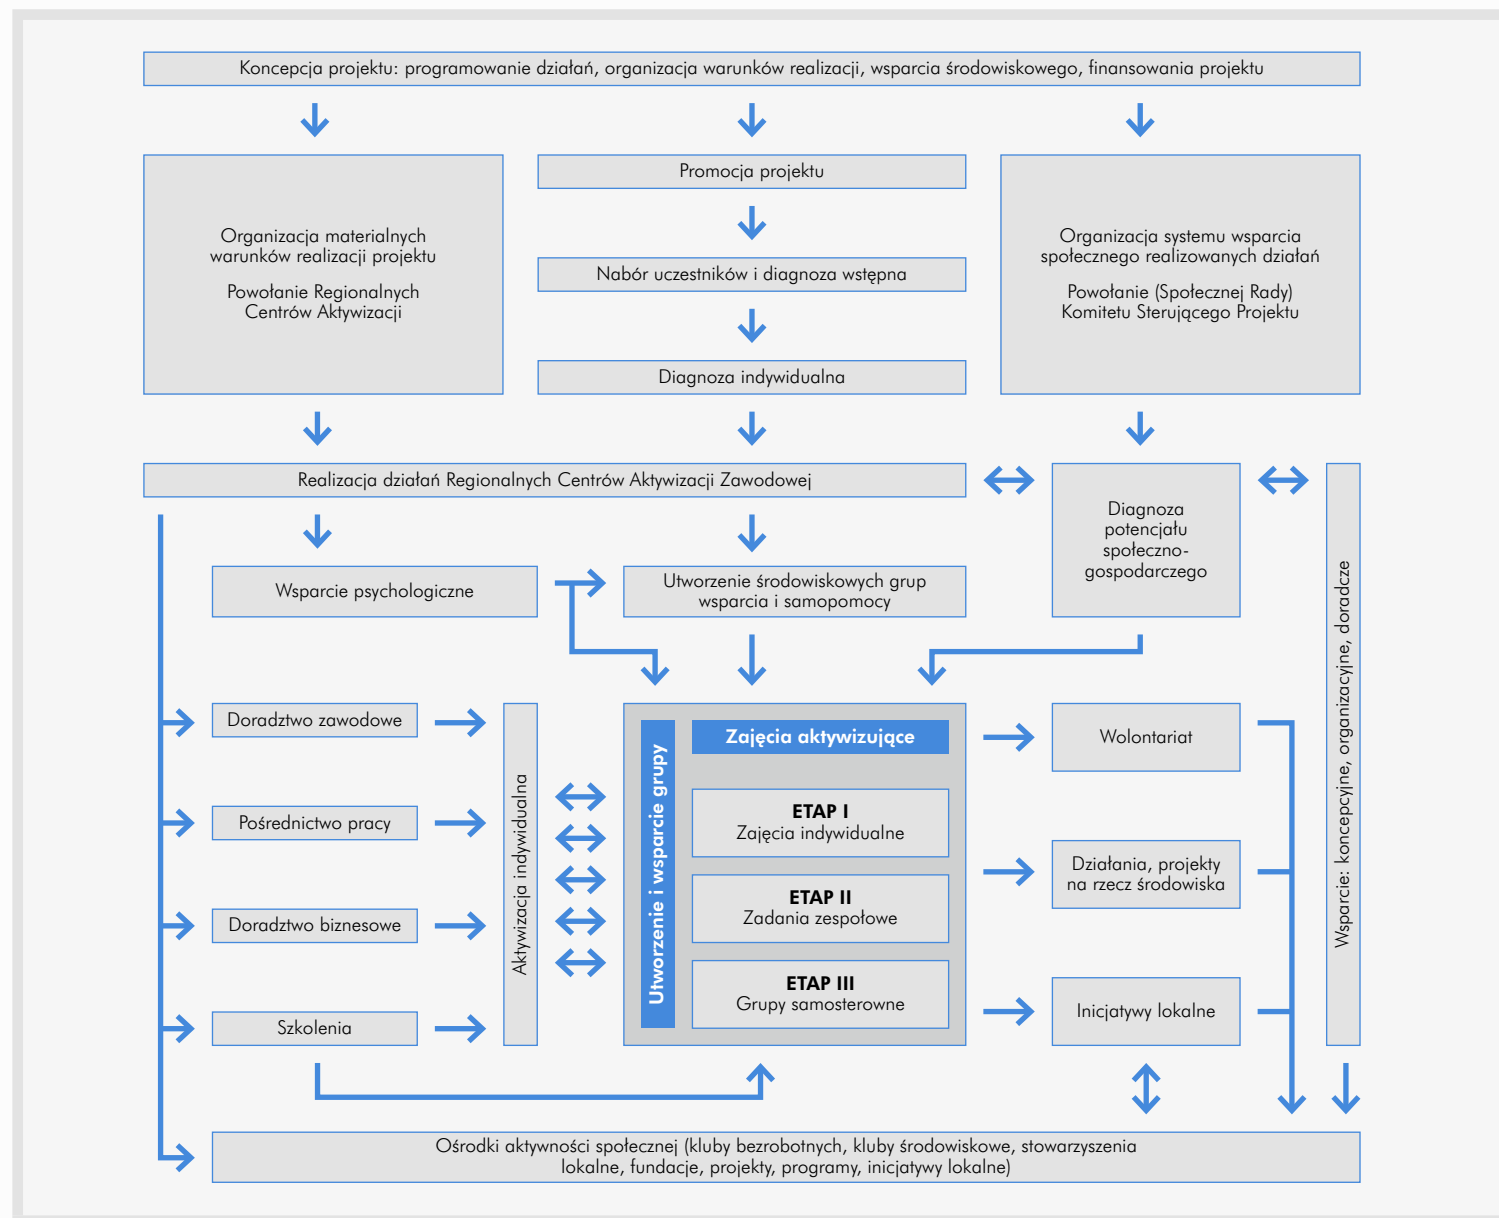 Koncepcja projektu: programowanie działań, organizacja warunków realizacji, wsparcia środowiskowego, finansowania projektu
Organizacja materialnych
warunków realizacji projektu
Powołanie Regionalnych
Centrów Aktywizacji
Promocja projektu
Nabór uczestników i diagnoza wstępna
Diagnoza indywidualna
Organizacja systemu wsparcia
społecznego realizowanych działań
Powołanie (Społecznej Rady)
Komitetu Sterującego Projektu
Realizacja działań Regionalnych Centrów Aktywizacji Zawodowej
Diagnoza
potencjału
społeczno-
gospodarczego
Wsparcie: koncepcyjne, organizacyjne, doradcze
Wsparcie psychologiczne
Utworzenie środowiskowych grup
wsparcia i samopomocy
Doradztwo zawodowe
Pośrednictwo pracy
Doradztwo biznesowe
Szkolenia
Aktywizacja indywidualna
Utworzenie i wsparcie grupy
Zajęcia aktywizujące
ETAP I
Zajęcia indywidualne
ETAP II
Zadania zespołowe
ETAP III
Grupy samosterowne
Wolontariat
Działania, projekty
na rzecz środowiska
Inicjatywy lokalne
Ośrodki aktywności społecznej (kluby bezrobotnych, kluby środowiskowe, stowarzyszenia
lokalne, fundacje, projekty, programy, inicjatywy lokalne)